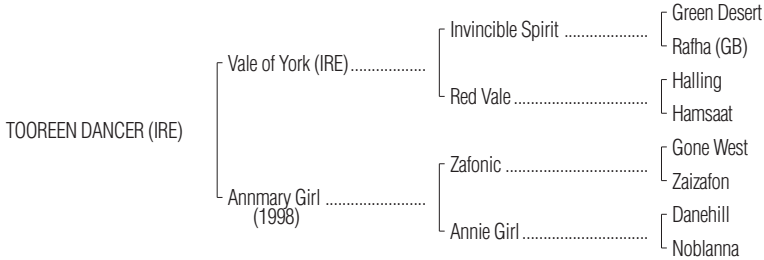 Green Desert
Invincible Spirit ....................
Rafha (GB)
Vale of York (IRE)..................
Halling
Red Vale................................
Hamsaat
TOOREEN DANCER (IRE)
Gone West
Zafonic ..................................
Zaizafon
Annmary Girl ........................
(1998)
Danehill
Annie Girl ..............................
Noblanna